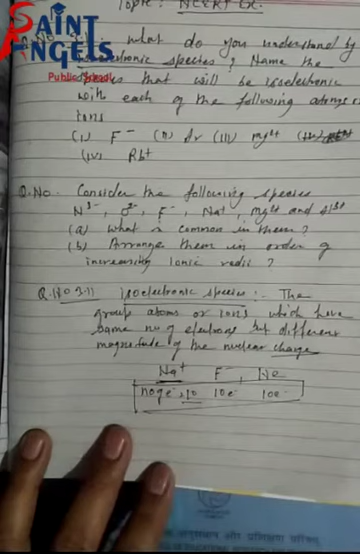 Topic: NCERT Ex.
SAINT
ANGELS
Public School
Q.No. what do you understand by
isoelectronic species? Name the
species that will be isoelectronic
with each of the following atoms or
ions
(i) F⁻ (ii) Ar (iii) Mg²⁺
(iv) Rb⁺
Q.No. Consider the following species
N³⁻, O²⁻, F⁻, Na⁺, Mg²⁺ and Al³⁺
(a) what is common in them?
(b) Arrange them in order of
increasing Ionic radii?
Q.No 3.11 isoelectronic species:- The
group atoms or ions which have
same no of electrons but different
magnitude of the nuclear charge
Na⁺ F⁻, Ne
no of e⁻, 10 10e⁻ 10e⁻